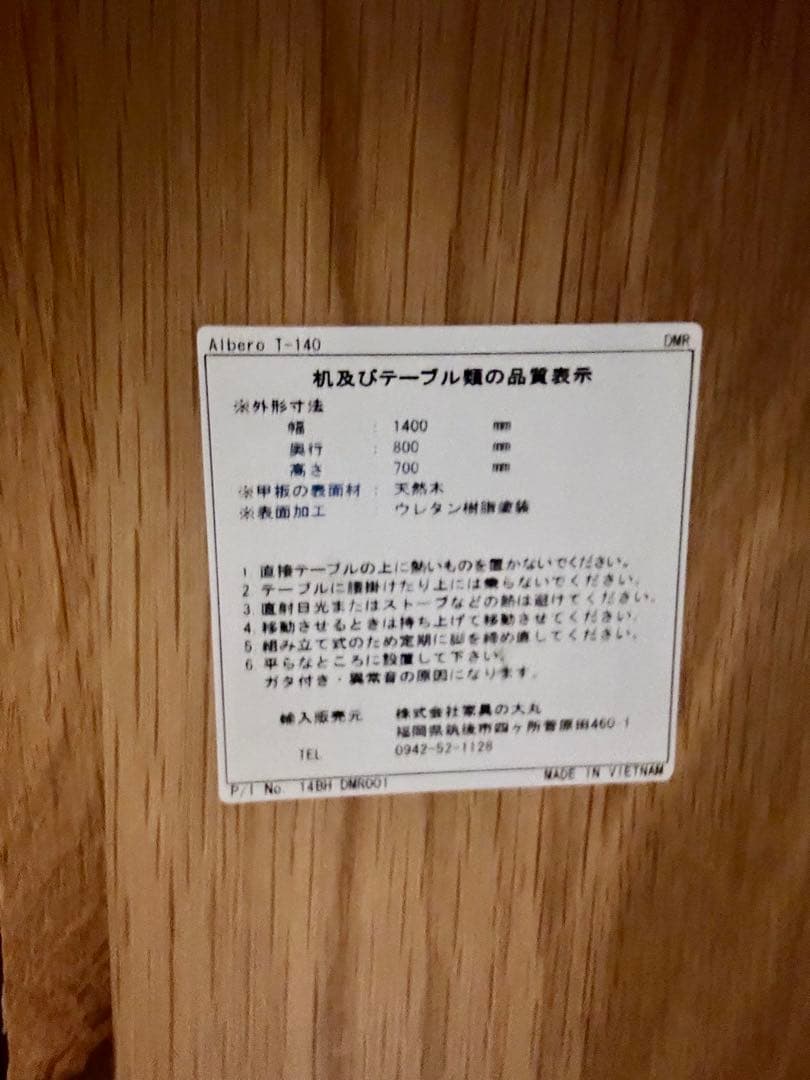 Albero T-140 DMR
机及びテーブル類の品質表示
※外形寸法
幅 : 1400 mm
奥行 : 800 mm
高さ 700 mm
※甲板の表面材 : 天然木
※表面加工 : ウレタン樹脂塗装
1 直接テーブルの上に熱いものを置かないでください。
2 テーブルに腰掛けたり上には乗らないでください。
3 直射日光またはストーブなどの熱は避けてください。
4 移動させるときは持ち上げて移動させてください。
5 組み立て式のため定期に脚を締め直してください。
6 平らなところに設置して下さい。
ガタ付き・異常音の原因になります。
輸入販売元 株式会社家具の大丸
福岡県筑後市四ヶ所菅原田460-1
TEL 0942-52-1128
P/I No. 14BH DMR001 MADE IN VIETNAM